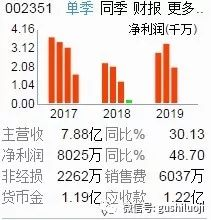 002351 单季 同季 财报 更多..
净利润(千万)
4.16
3.12
2.08
1.04
0
2017 2018 2019
主营收 7.88亿 同比% 30.13
净利润 8025万 同比% 48.70
非经损 2262万 销售费 6037万
货币金 1.19亿 应收款 1.22亿
微信号: gushiluoji